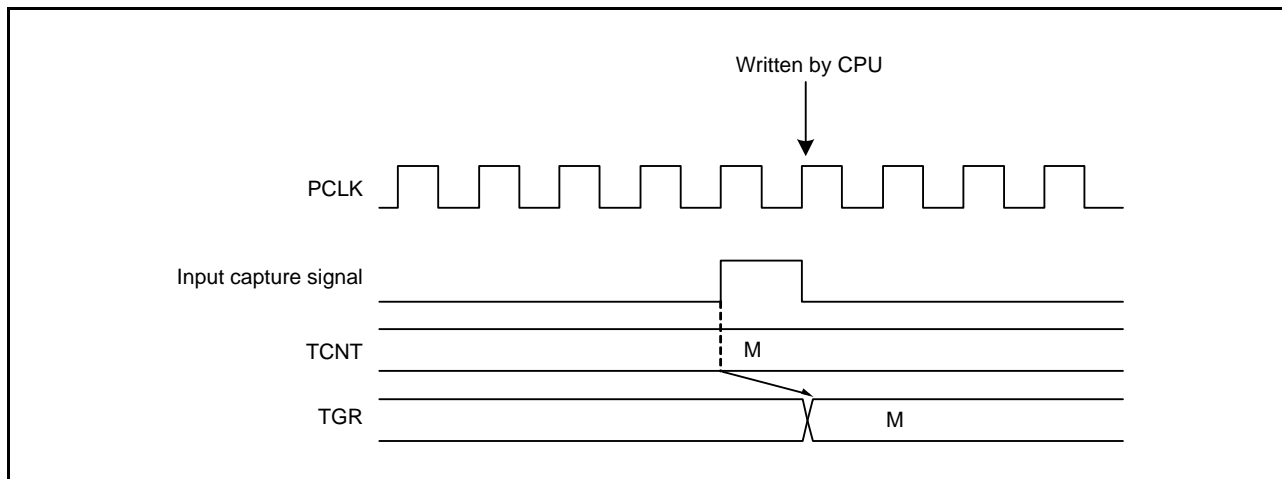 Written by CPU
PCLK
Input capture signal
TCNT
M
TGR
M